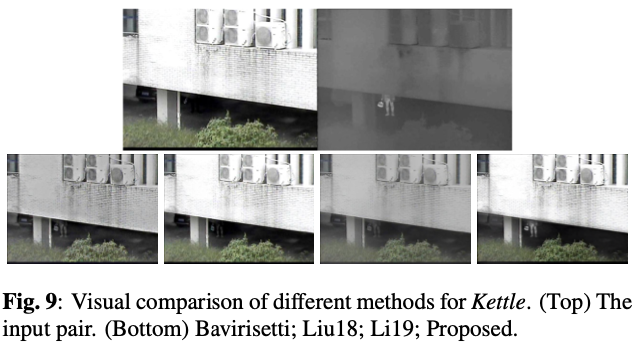 Fig. 9: Visual comparison of different methods for Kettle. (Top) The
input pair. (Bottom) Bavirisetti; Liu18; Li19; Proposed.